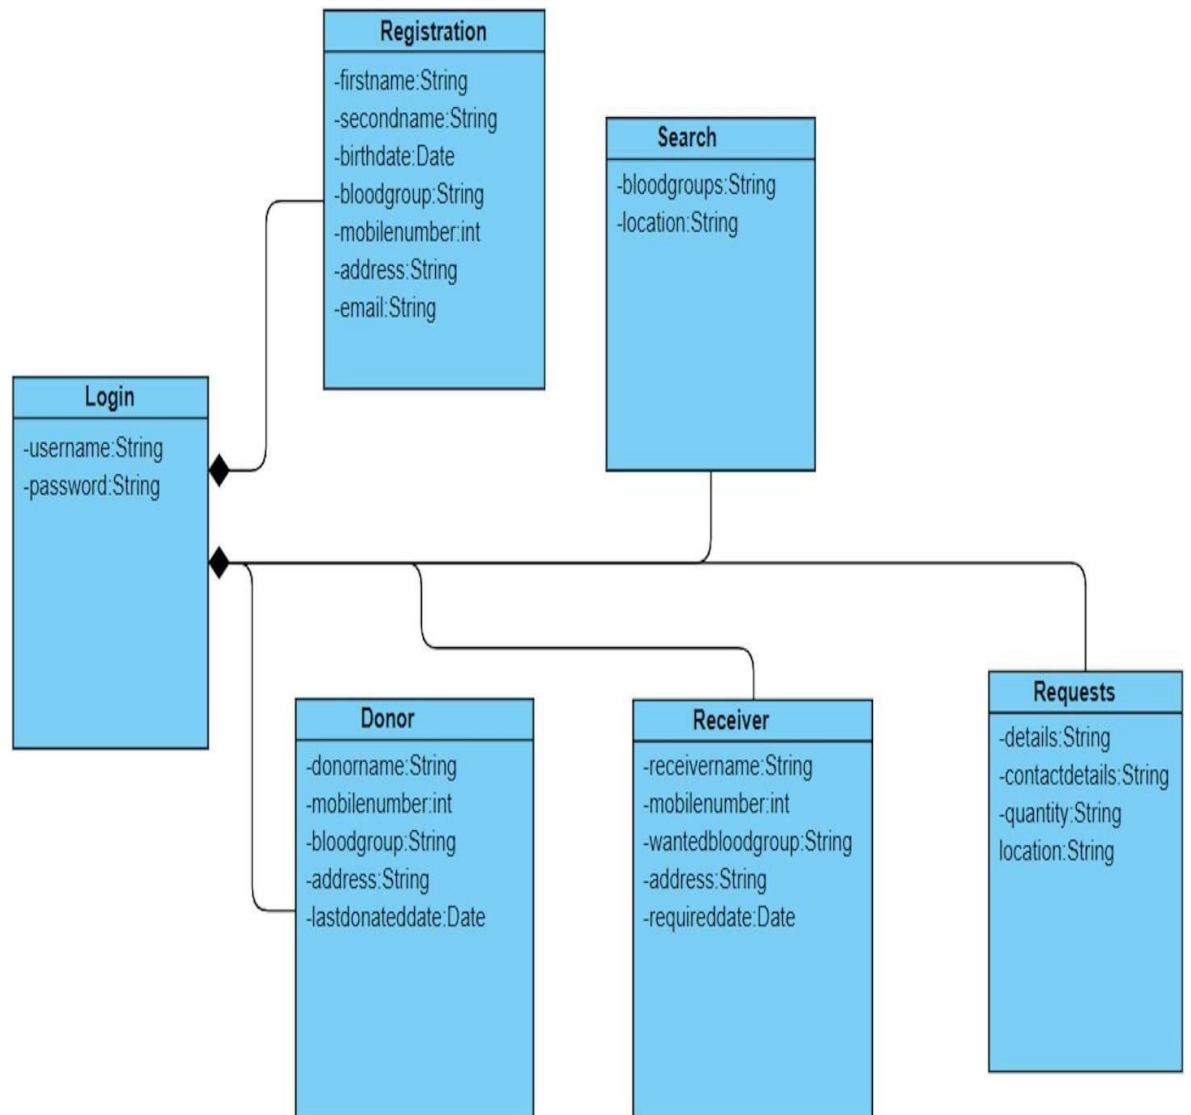 Registration
-firstname:String
-secondname:String
-birthdate:Date
-bloodgroup:String
-mobilenumber:int
-address:String
-email:String
Search
-bloodgroups:String
-location:String
Login
-username:String
-password:String
Donor
-donorname:String
-mobilenumber:int
-bloodgroup:String
-address:String
-lastdonateddate:Date
Receiver
-receivername:String
-mobilenumber:int
-wantedbloodgroup:String
-address:String
-requireddate:Date
Requests
-details:String
-contactdetails:String
-quantity:String
location:String